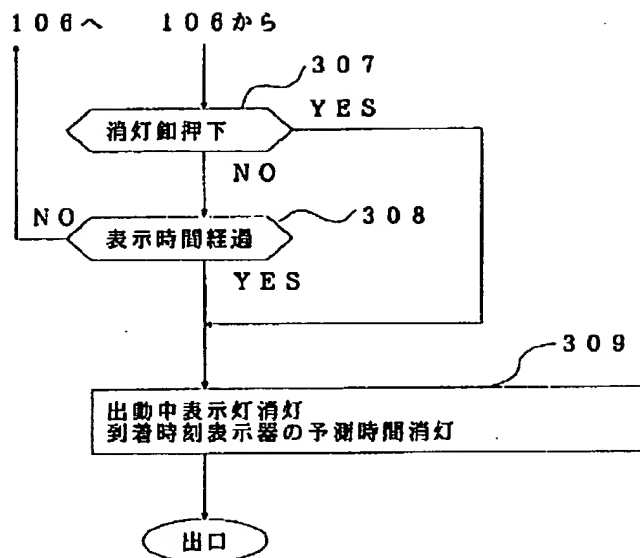 106へ
106から
307
消灯釦押下
YES
NO
308
NO
表示時間経過
YES
309
出動中表示灯消灯
到着時刻表示器の予測時間消灯
出口